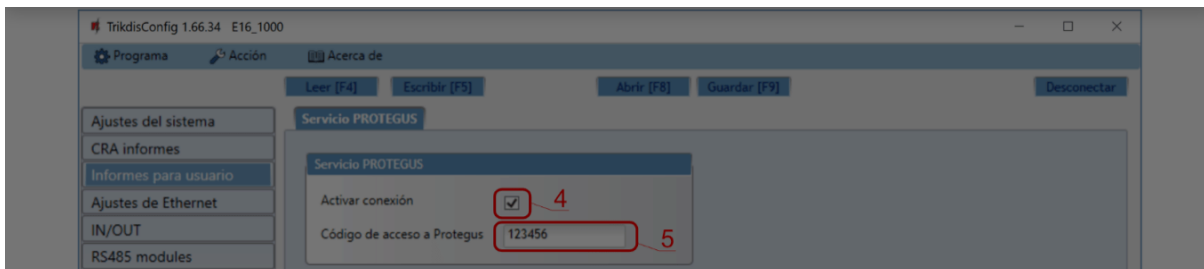 TrikdisConfig 1.66.34 E16_1000
Programa Acción Acerca de
Leer [F4] Escribir [F5] Abrir [F8] Guardar [F9] Desconectar
Ajustes del sistema
CRA informes
Informes para usuario
Ajustes de Ethernet
IN/OUT
RS485 modules
Servicio PROTEGUS
Servicio PROTEGUS
Activar conexión 4
Código de acceso a Protegus 123456 5